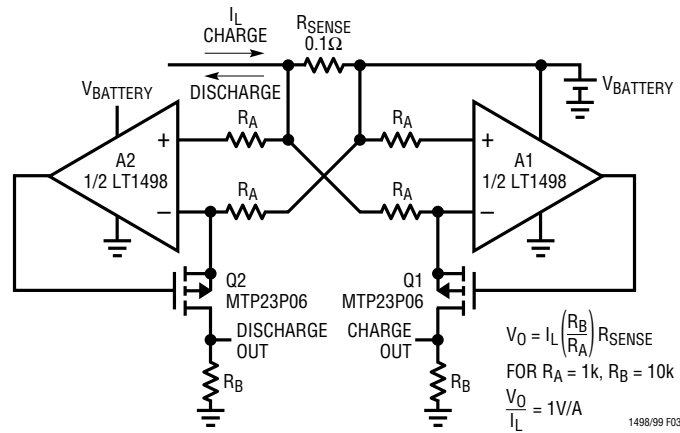 I_L
CHARGE
R_SENSE
0.1Ω
DISCHARGE
V_BATTERY
V_BATTERY
R_A
R_A
+
+
A2
1/2 LT1498
A1
1/2 LT1498
R_A
R_A
−
−
Q2
MTP23P06
Q1
MTP23P06
DISCHARGE
OUT
CHARGE
OUT
R_B
R_B
V_O = I_L (R_B/R_A) R_SENSE
FOR R_A = 1k, R_B = 10k
V_O/I_L = 1V/A
1498/99 F03